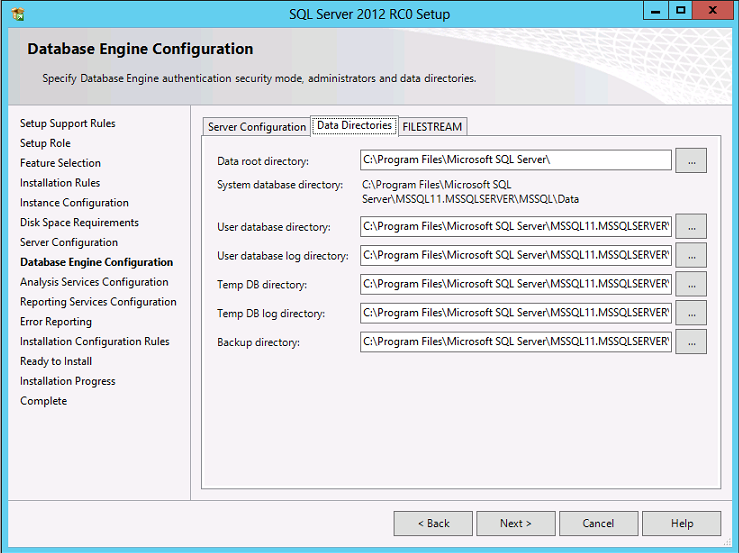 SQL Server 2012 RC0 Setup
Database Engine Configuration
Specify Database Engine authentication security mode, administrators and data directories.
Setup Support Rules
Setup Role
Feature Selection
Installation Rules
Instance Configuration
Disk Space Requirements
Server Configuration
Database Engine Configuration
Analysis Services Configuration
Reporting Services Configuration
Error Reporting
Installation Configuration Rules
Ready to Install
Installation Progress
Complete
Server Configuration Data Directories FILESTREAM
Data root directory: C:\Program Files\Microsoft SQL Server\ ...
System database directory: C:\Program Files\Microsoft SQL
Server\MSSQL11.MSSQLSERVER\MSSQL\Data
User database directory: C:\Program Files\Microsoft SQL Server\MSSQL11.MSSQLSERVER\ ...
User database log directory: C:\Program Files\Microsoft SQL Server\MSSQL11.MSSQLSERVER\ ...
Temp DB directory: C:\Program Files\Microsoft SQL Server\MSSQL11.MSSQLSERVER\ ...
Temp DB log directory: C:\Program Files\Microsoft SQL Server\MSSQL11.MSSQLSERVER\ ...
Backup directory: C:\Program Files\Microsoft SQL Server\MSSQL11.MSSQLSERVER\ ...
< Back Next > Cancel Help